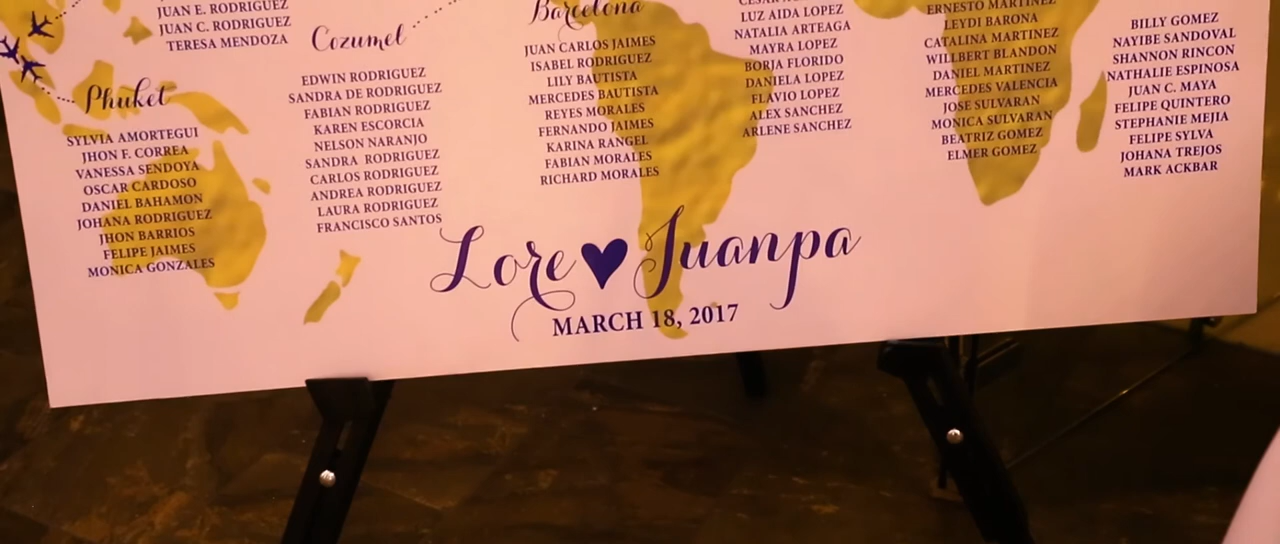 JUAN E. RODRIGUEZ
JUAN C. RODRIGUEZ
TERESA MENDOZA
Phuket
SYLVIA AMORTEGUI
JHON F. CORREA
VANESSA SENDOYA
OSCAR CARDOSO
DANIEL BAHAMON
JOHANA RODRIGUEZ
JHON BARRIOS
FELIPE JAIMES
MONICA GONZALES
Cozumel
EDWIN RODRIGUEZ
SANDRA DE RODRIGUEZ
FABIAN RODRIGUEZ
KAREN ESCORCIA
NELSON NARANJO
SANDRA RODRIGUEZ
CARLOS RODRIGUEZ
ANDREA RODRIGUEZ
LAURA RODRIGUEZ
FRANCISCO SANTOS
Barcelona
JUAN CARLOS JAIMES
ISABEL RODRIGUEZ
LILY BAUTISTA
MERCEDES BAUTISTA
REYES MORALES
FERNANDO JAIMES
KARINA RANGEL
FABIAN MORALES
RICHARD MORALES
LUZ AIDA LOPEZ
NATALIA ARTEAGA
MAYRA LOPEZ
BORJA FLORIDO
DANIELA LOPEZ
FLAVIO LOPEZ
ALEX SANCHEZ
ARLENE SANCHEZ
ERNESTO MARTINEZ
LEYDI BARONA
CATALINA MARTINEZ
WILLBERT BLANDON
DANIEL MARTINEZ
MERCEDES VALENCIA
JOSE SULVARAN
MONICA SULVARAN
BEATRIZ GOMEZ
ELMER GOMEZ
BILLY GOMEZ
NAYIBE SANDOVAL
SHANNON RINCON
NATHALIE ESPINOSA
JUAN C. MAYA
FELIPE QUINTERO
STEPHANIE MEJIA
FELIPE SYLVA
JOHANA TREJOS
MARK ACKBAR
Lore ♥ Juanpa
MARCH 18, 2017